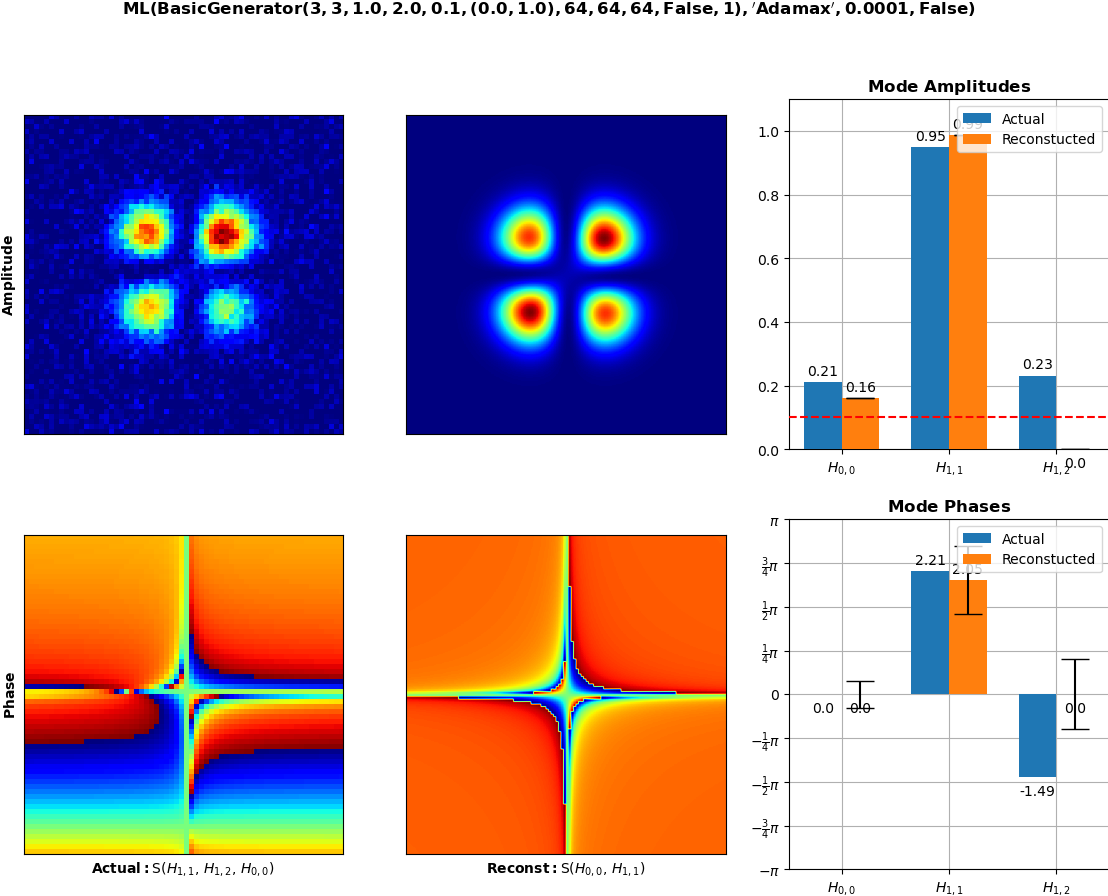 ML(BasicGenerator(3, 3, 1.0, 2.0, 0.1, (0.0, 1.0), 64, 64, 64, False, 1), ′Adamax′, 0.0001, False)
Amplitude
Mode Amplitudes
Actual
Reconstucted
1.0
0.8
0.6
0.4
0.2
0.0
0.21
0.16
0.95
0.99
0.23
0.0
H0,0
H1,1
H1,2
Phase
Actual: S(H1,1, H1,2, H0,0)
Reconst: S(H0,0, H1,1)
Mode Phases
Actual
Reconstucted
π
3/4π
1/2π
1/4π
0
−1/4π
−1/2π
−3/4π
−π
0.0
0.0
2.21
2.05
-1.49
0.0
H0,0
H1,1
H1,2